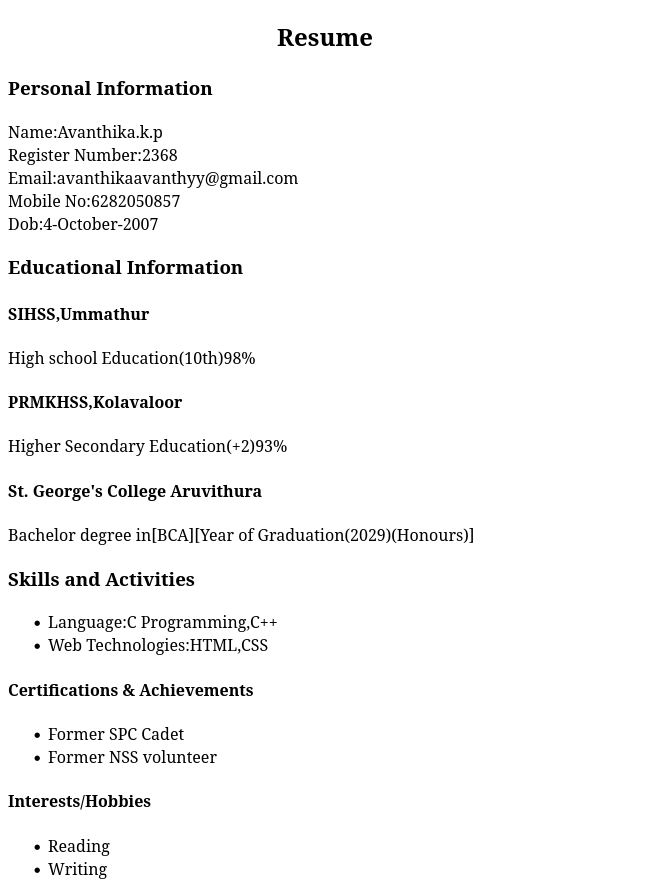 Resume
Personal Information
Name:Avanthika.k.p
Register Number:2368
Email:avanthikaavanthyy@gmail.com
Mobile No:6282050857
Dob:4-October-2007
Educational Information
SIHSS,Ummathur
High school Education(10th)98%
PRMKHSS,Kolavaloor
Higher Secondary Education(+2)93%
St. George's College Aruvithura
Bachelor degree in[BCA][Year of Graduation(2029)(Honours)]
Skills and Activities
• Language:C Programming,C++
• Web Technologies:HTML,CSS
Certifications & Achievements
• Former SPC Cadet
• Former NSS volunteer
Interests/Hobbies
• Reading
• Writing